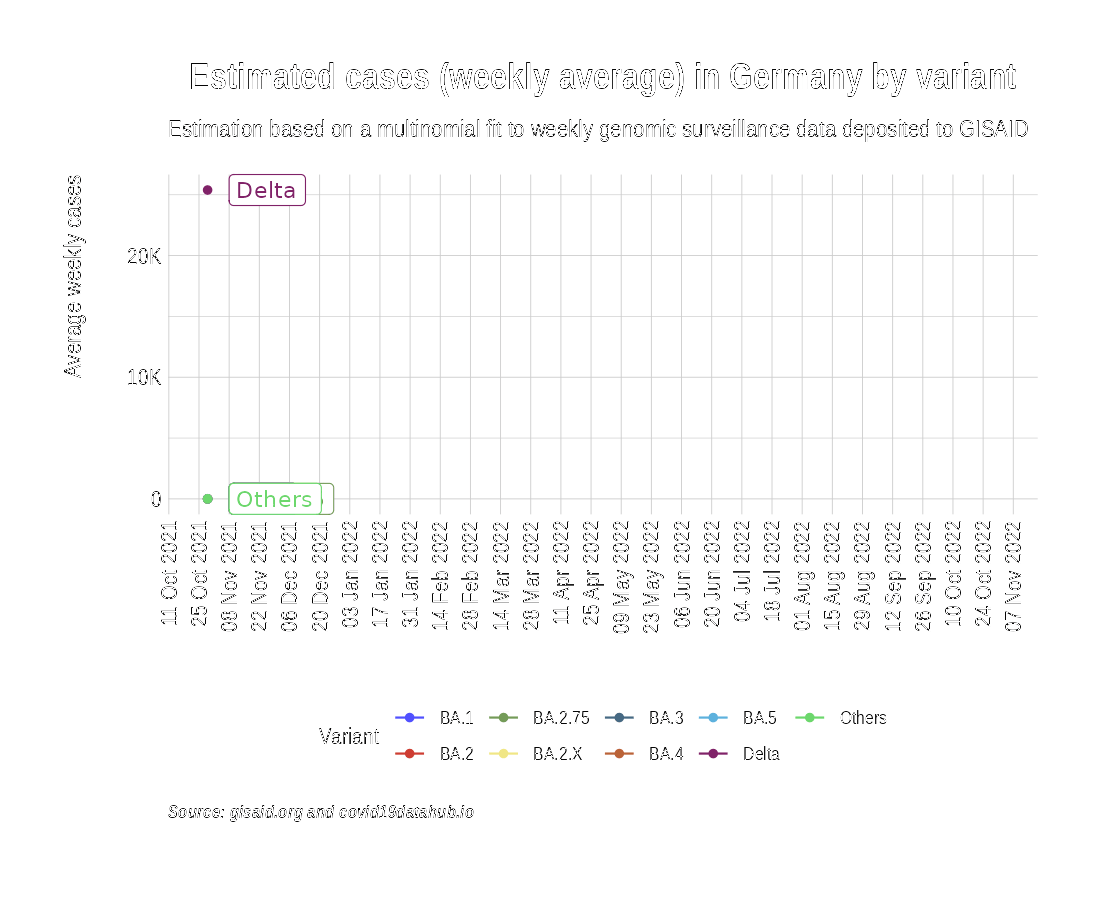 Estimated cases (weekly average) in Germany by variant
Estimation based on a multinomial fit to weekly genomic surveillance data deposited to GISAID
Average weekly cases
20K
10K
0
Delta
Others
11 Oct 2021
25 Oct 2021
08 Nov 2021
22 Nov 2021
06 Dec 2021
20 Dec 2021
03 Jan 2022
17 Jan 2022
31 Jan 2022
14 Feb 2022
28 Feb 2022
14 Mar 2022
28 Mar 2022
11 Apr 2022
25 Apr 2022
09 May 2022
23 May 2022
06 Jun 2022
20 Jun 2022
04 Jul 2022
18 Jul 2022
01 Aug 2022
15 Aug 2022
29 Aug 2022
12 Sep 2022
26 Sep 2022
10 Oct 2022
24 Oct 2022
07 Nov 2022
Variant
BA.1 BA.2.75 BA.3 BA.5 Others
BA.2 BA.2.X BA.4 Delta
Source: gisaid.org and covid19datahub.io